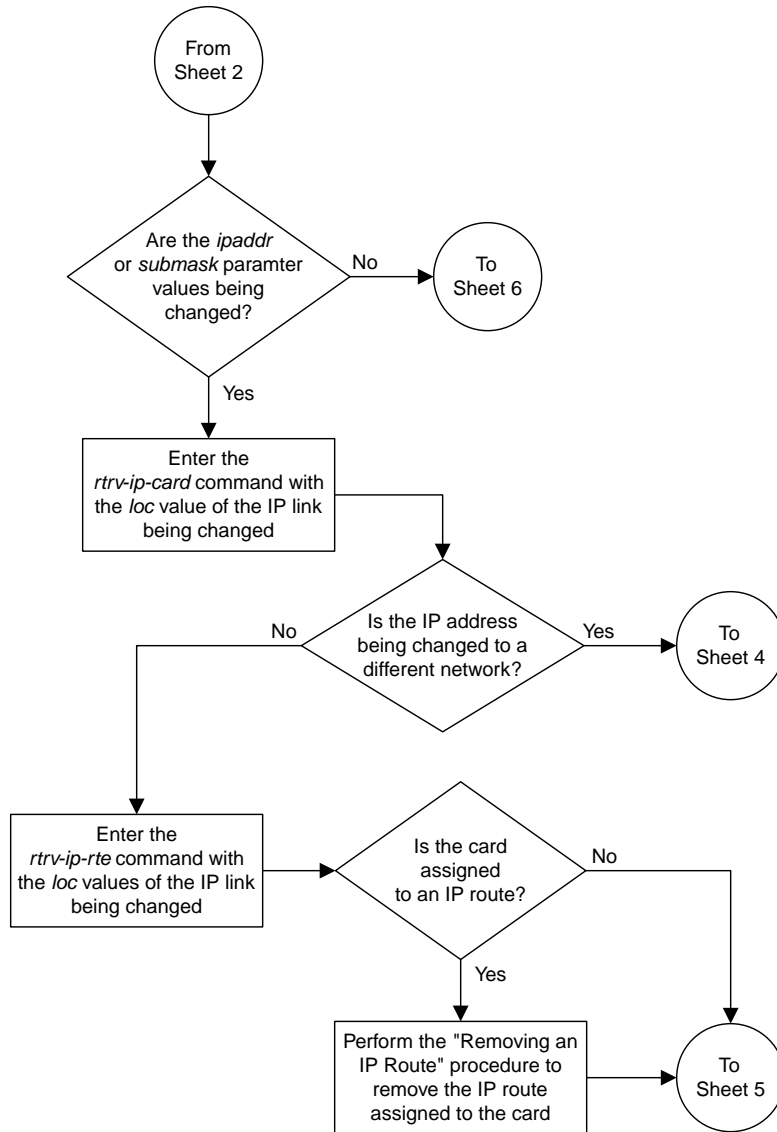 From
Sheet 2
Are the ipaddr
or submask paramter
values being
changed?
No
To
Sheet 6
Yes
Enter the
rtrv-ip-card command with
the loc value of the IP link
being changed
No
Is the IP address
being changed to a
different network?
Yes
To
Sheet 4
Enter the
rtrv-ip-rte command with
the loc values of the IP link
being changed
Is the card
assigned
to an IP route?
No
Yes
Perform the "Removing an
IP Route" procedure to
remove the IP route
assigned to the card
To
Sheet 5